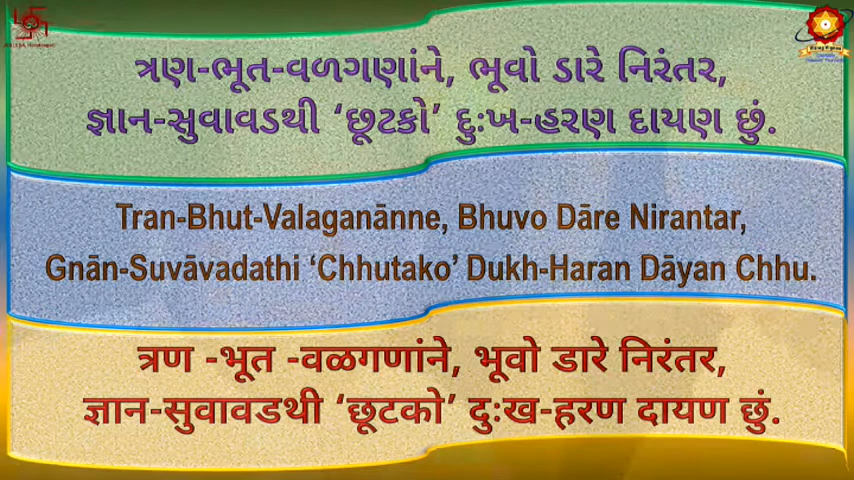 ત્રણ-ભૂત-વળગણાંને, ભૂવો ડારે નિરંતર,
જ્ઞાન-સુવાવડથી ‘છૂટકો’ દુઃખ-હરણ દાયણ છું.
Tran-Bhut-Valaganānne, Bhuvo Dāre Nirantar,
Gnān-Suvāvadathi ‘Chhutako’ Dukh-Haran Dāyan Chhu.
त्रण -भूत -वळगणांने, भूवो डारे निरंतर,
ज्ञान-सुवावडथी ‘छूटको’ दुःख-हरण दायण छुं.